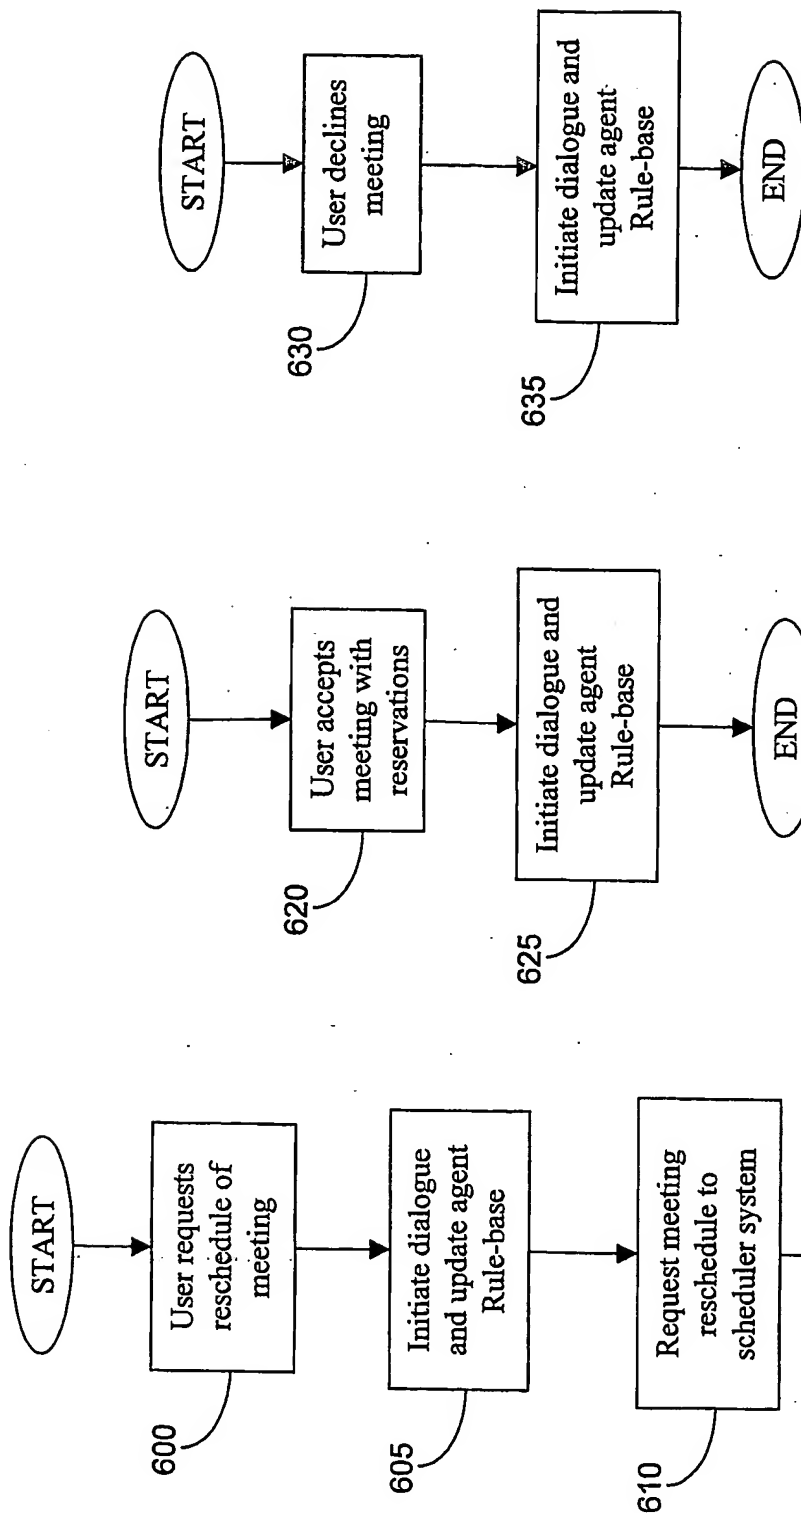 START
User requests
reschedule of
meeting
600
Initiate dialogue
and update agent
Rule-base
605
Request meeting
reschedule to
scheduler system
610
START
User accepts
meeting with
reservations
620
Initiate dialogue and
update agent
Rule-base
625
END
START
User declines
meeting
630
Initiate dialogue and
update agent
Rule-base
635
END